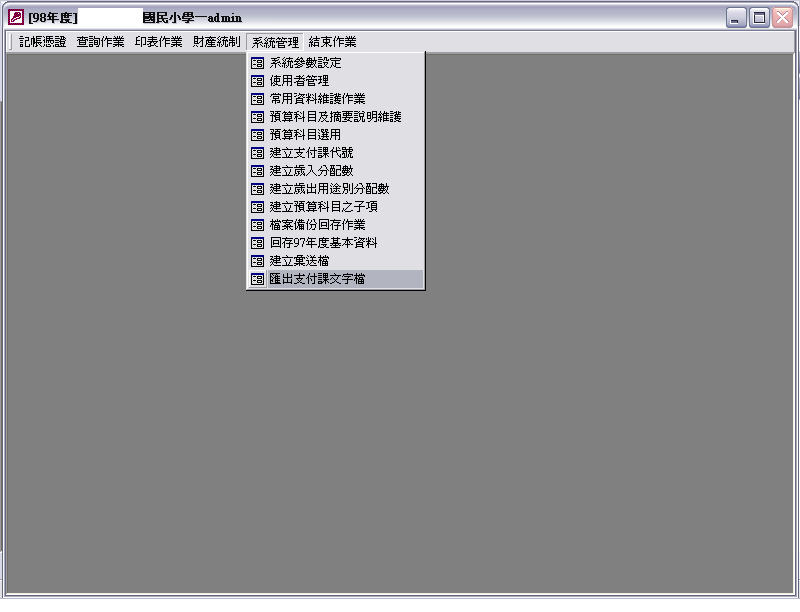 [98年度] 國民小學—admin
記帳憑證 查詢作業 印表作業 財產統制 系統管理 結束作業
系統參數設定
使用者管理
常用資料維護作業
預算科目及摘要說明維護
預算科目選用
建立支付課代號
建立歲入分配數
建立歲出用途別分配數
建立預算科目之子項
檔案備份回存作業
回存97年度基本資料
建立彙送檔
匯出支付課文字檔